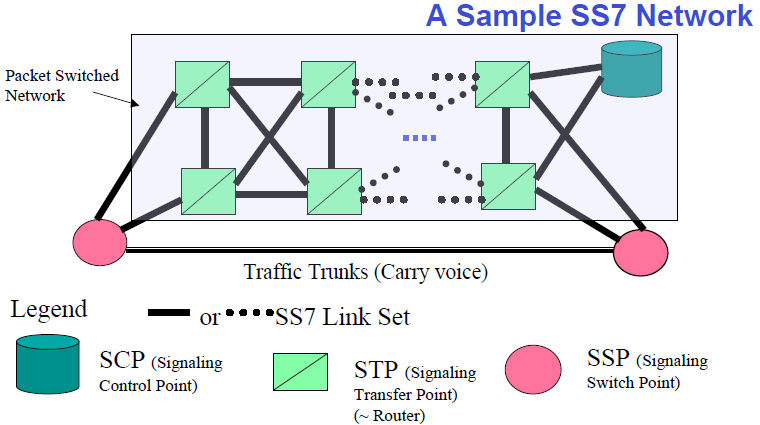 A Sample SS7 Network
Packet Switched
Network
Traffic Trunks (Carry voice)
Legend
or
SS7 Link Set
SCP (Signaling
Control Point)
STP (Signaling
Transfer Point)
(~ Router)
SSP (Signaling
Switch Point)